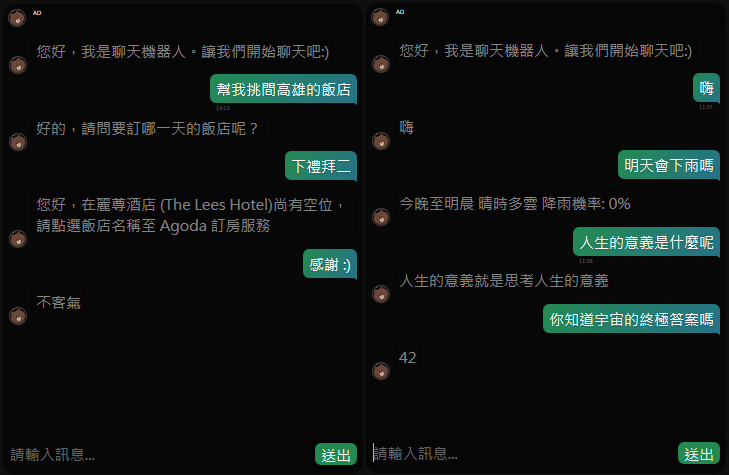 AD
您好，我是聊天機器人。讓我們開始聊天吧:)
幫我挑間高雄的飯店
14:13
好的，請問要訂哪一天的飯店呢？
下禮拜二
您好，在麗尊酒店 (The Lees Hotel)尚有空位，
請點選飯店名稱至 Agoda 訂房服務
感謝 :)
不客氣
請輸入訊息...
送出
AD
您好，我是聊天機器人。讓我們開始聊天吧:)
嗨
11:37
嗨
明天會下雨嗎
今晚至明晨 晴時多雲 降雨機率: 0%
人生的意義是什麼呢
11:38
人生的意義就是思考人生的意義
你知道宇宙的終極答案嗎
42
請輸入訊息...
送出